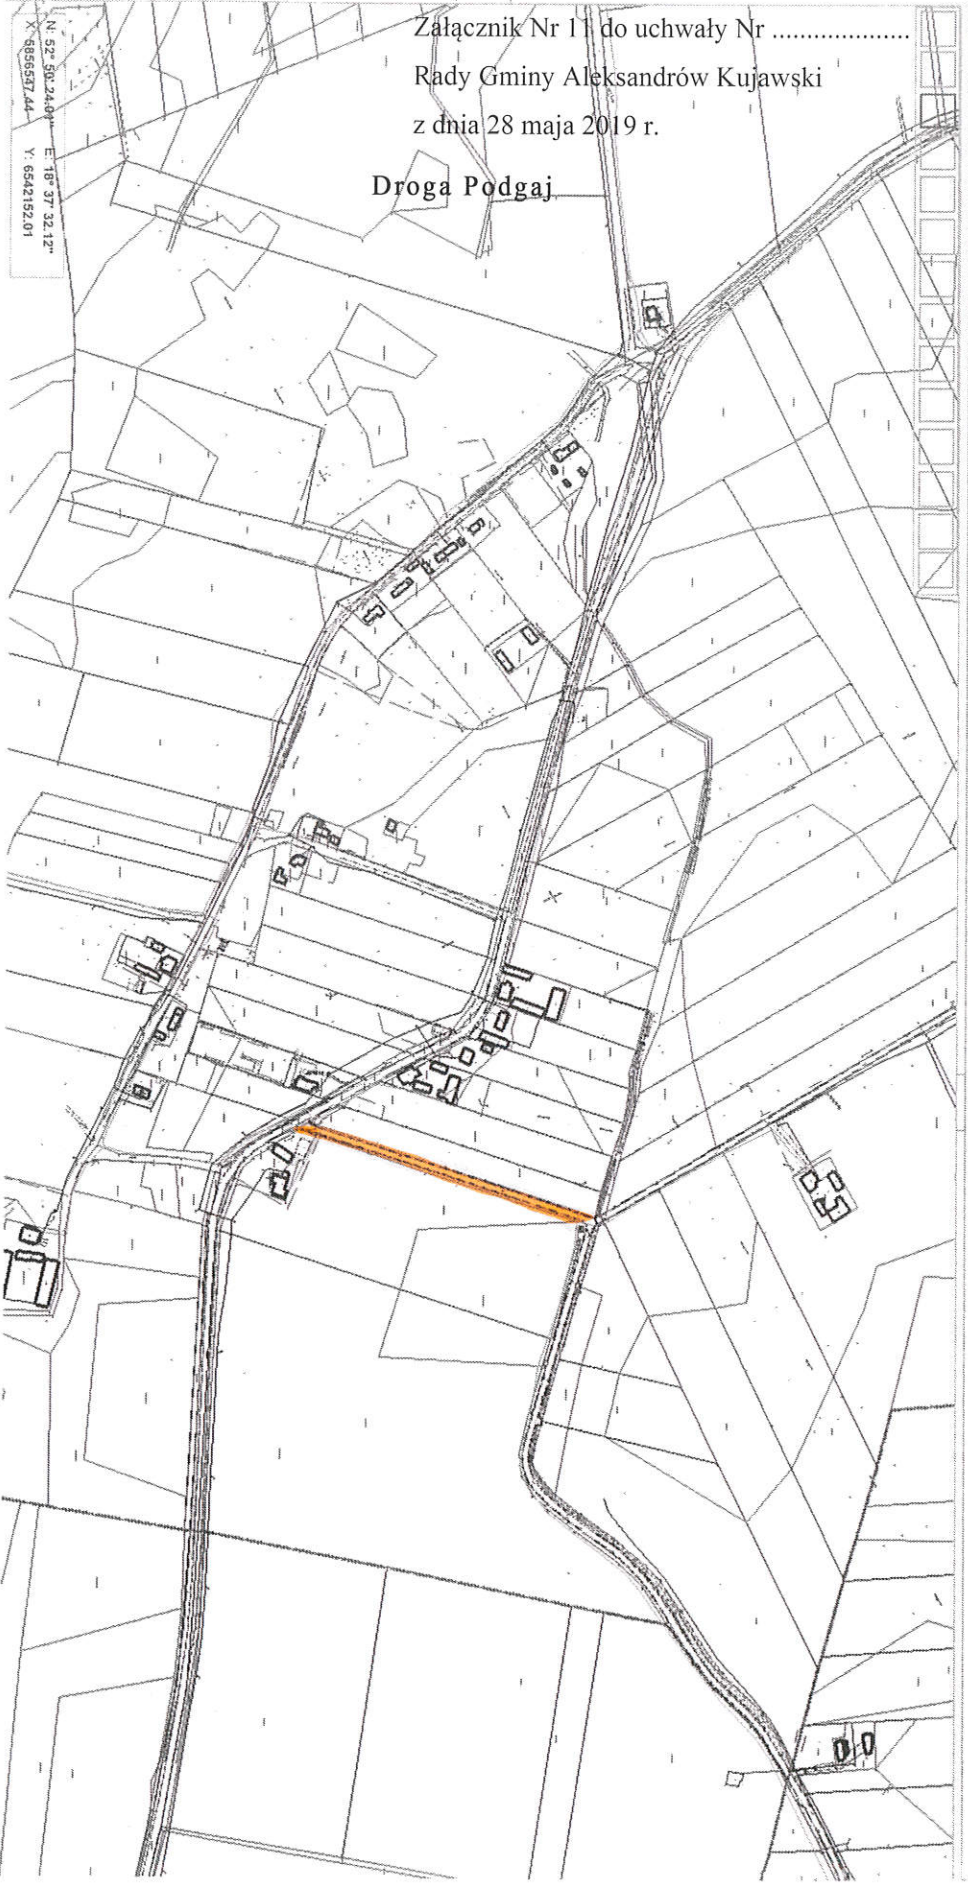 Załącznik Nr 11 do uchwały Nr ....................
Rady Gminy Aleksandrów Kujawski
z dnia 28 maja 2019 r.
Droga Podgaj
N: 52° 50' 24.01" E: 18° 37' 32.12"
X: 5856547.44 Y: 6542152.01